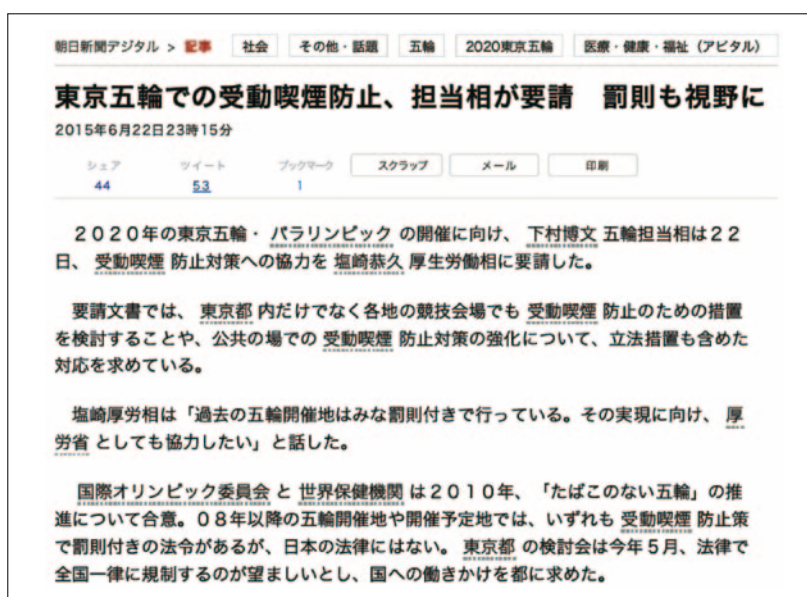 朝日新聞デジタル > 記事 社会 その他・話題 五輪 2020東京五輪 医療・健康・福祉（アピタル）
東京五輪での受動喫煙防止、担当相が要請　罰則も視野に
2015年6月22日23時15分
シェア ツイート ブックマーク スクラップ メール 印刷
44 53 1
２０２０年の東京五輪・ パラリンピック の開催に向け、 下村博文 五輪担当相は２２
日、 受動喫煙 防止対策への協力を 塩崎恭久 厚生労働相に要請した。
要請文書では、 東京都 内だけでなく各地の競技会場でも 受動喫煙 防止のための措置
を検討することや、公共の場での 受動喫煙 防止対策の強化について、立法措置も含めた
対応を求めている。
塩崎厚労相は「過去の五輪開催地はみな罰則付きで行っている。その実現に向け、 厚
労省 としても協力したい」と話した。
国際オリンピック委員会 と 世界保健機関 は２０１０年、「たばこのない五輪」の推
進について合意。０８年以降の五輪開催地や開催予定地では、いずれも 受動喫煙 防止策
で罰則付きの法令があるが、日本の法律にはない。 東京都 の検討会は今年５月、法律で
全国一律に規制するのが望ましいとし、国への働きかけを都に求めた。